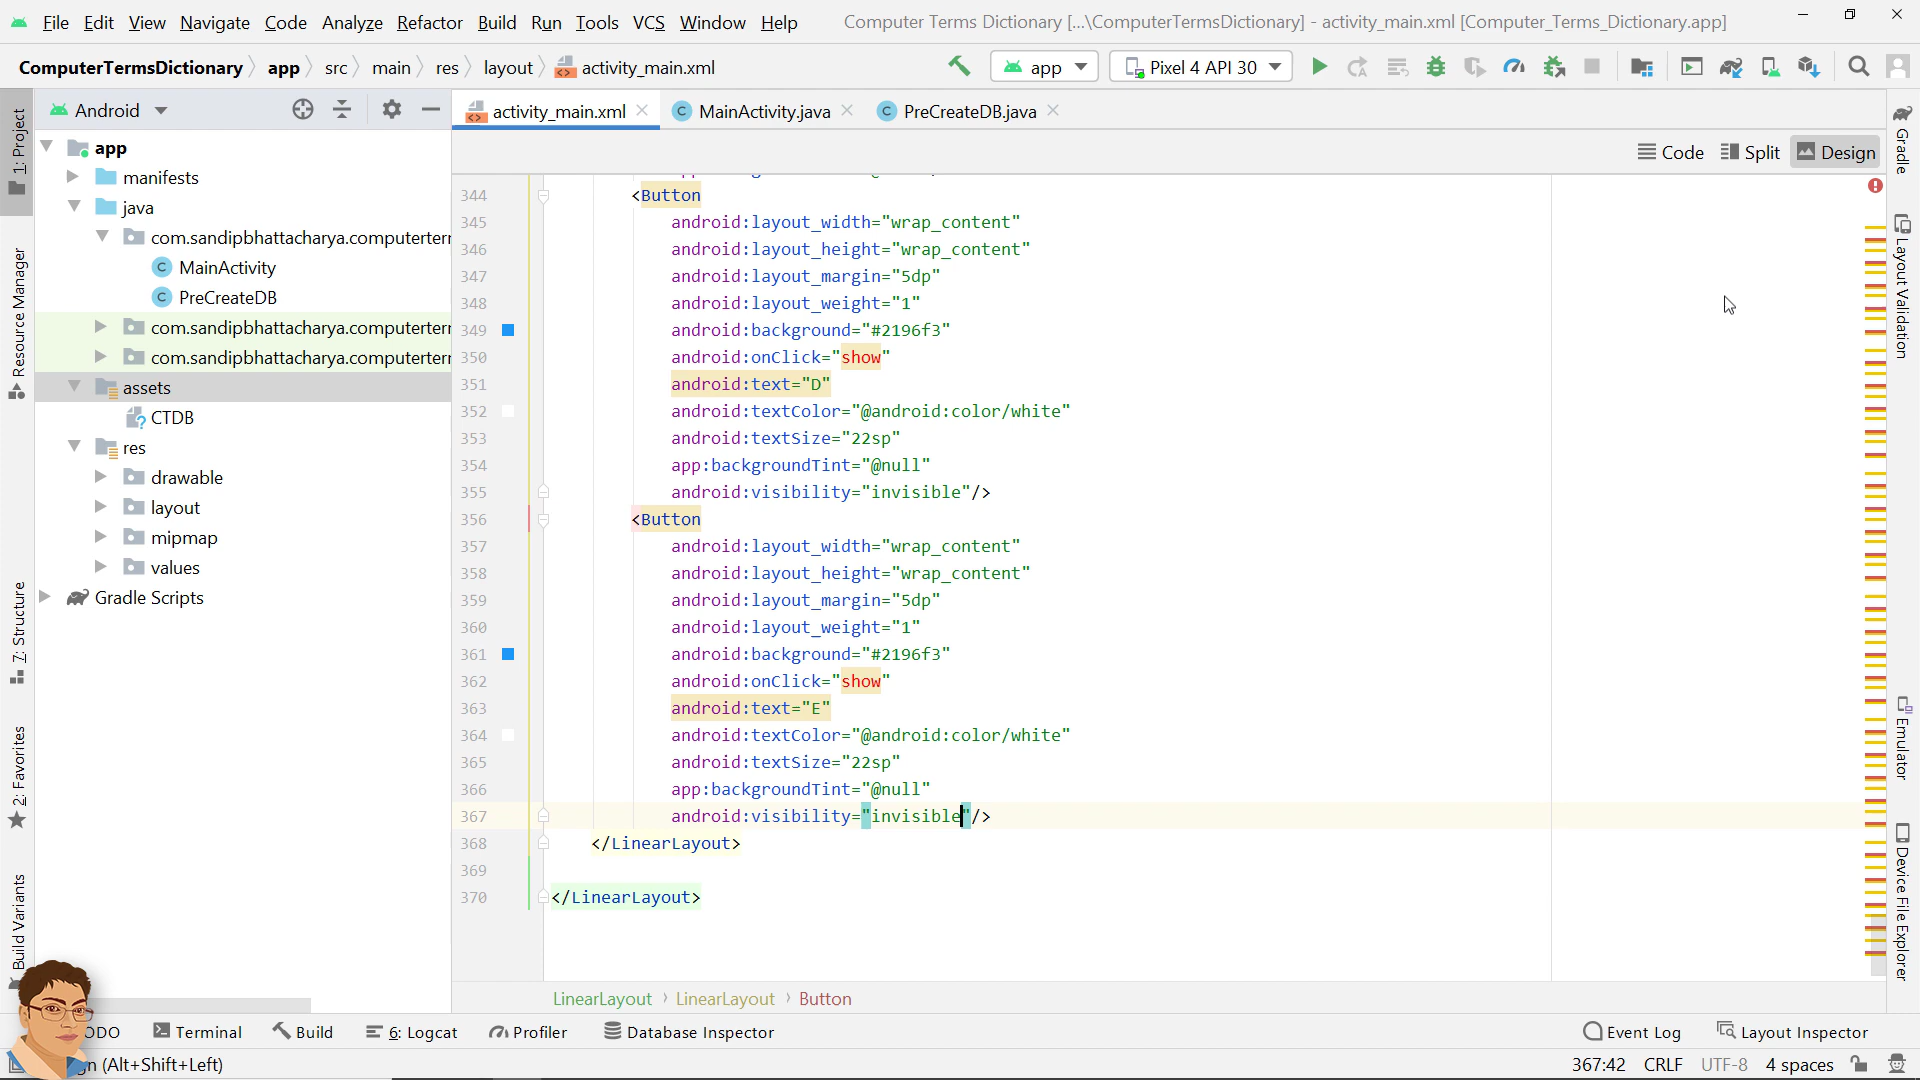 File Edit View Navigate Code Analyze Refactor Build Run Tools VCS Window Help Computer Terms Dictionary [...\ComputerTermsDictionary] - activity_main.xml [Computer_Terms_Dictionary.app]
ComputerTermsDictionary app src main res layout activity_main.xml app Pixel 4 API 30
Android
activity_main.xml MainActivity.java PreCreateDB.java
Code Split Design
1: Project
Resource Manager
7: Structure
2: Favorites
Build Variants
app
manifests
java
com.sandipbhattacharya.computerter
MainActivity
PreCreateDB
com.sandipbhattacharya.computerter
com.sandipbhattacharya.computerter
assets
CTDB
res
drawable
layout
mipmap
values
Gradle Scripts
344 <Button
345 android:layout_width="wrap_content"
346 android:layout_height="wrap_content"
347 android:layout_margin="5dp"
348 android:layout_weight="1"
349 android:background="#2196f3"
350 android:onClick="show"
351 android:text="D"
352 android:textColor="@android:color/white"
353 android:textSize="22sp"
354 app:backgroundTint="@null"
355 android:visibility="invisible"/>
356 <Button
357 android:layout_width="wrap_content"
358 android:layout_height="wrap_content"
359 android:layout_margin="5dp"
360 android:layout_weight="1"
361 android:background="#2196f3"
362 android:onClick="show"
363 android:text="E"
364 android:textColor="@android:color/white"
365 android:textSize="22sp"
366 app:backgroundTint="@null"
367 android:visibility="invisible"/>
368 </LinearLayout>
369
370 </LinearLayout>
Gradle
Layout Validation
Emulator
Device File Explorer
LinearLayout LinearLayout Button
ODO Terminal Build 6: Logcat Profiler Database Inspector Event Log Layout Inspector
(Alt+Shift+Left) 367:42 CRLF UTF-8 4 spaces